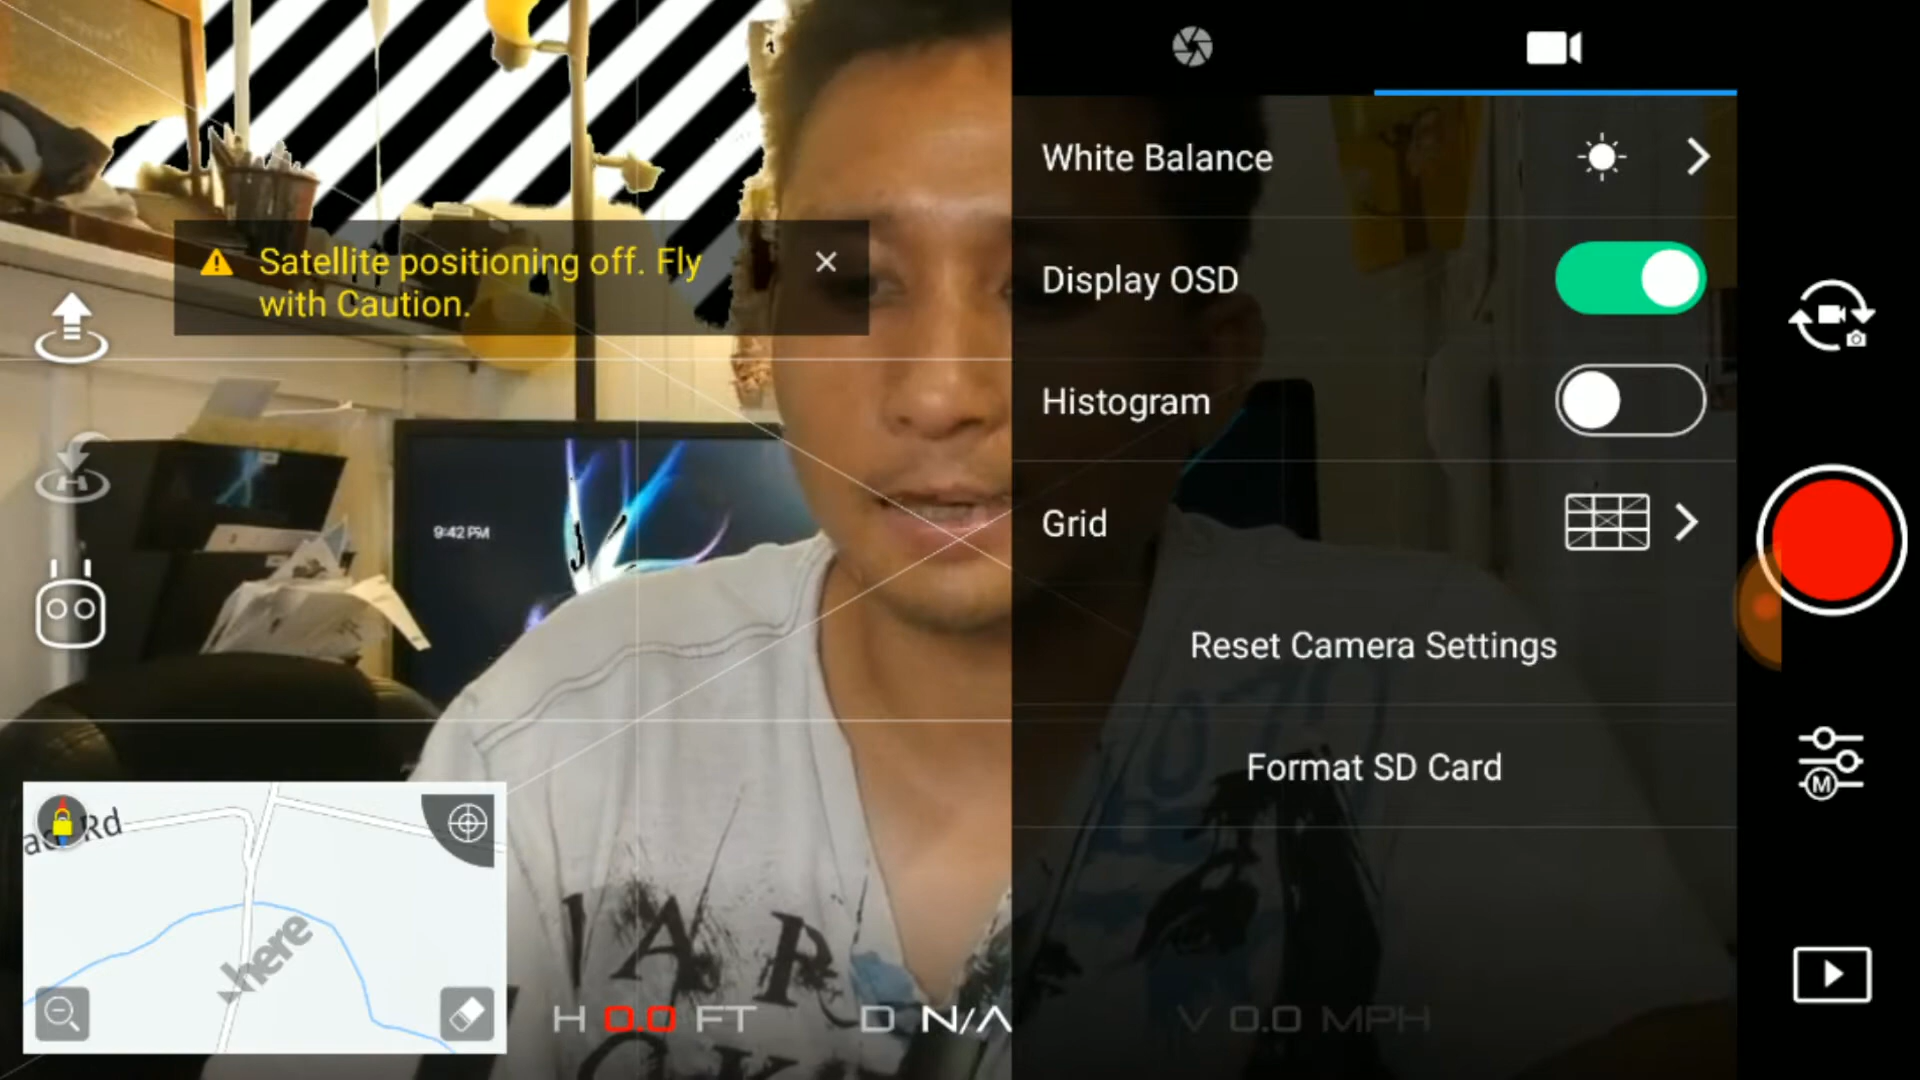 White Balance
Satellite positioning off. Fly
with Caution.
Display OSD
Histogram
Grid
9:42 PM
Reset Camera Settings
M
Format SD Card
Rd
here
H 0.0 FT
D N/A
V 0.0 MPH